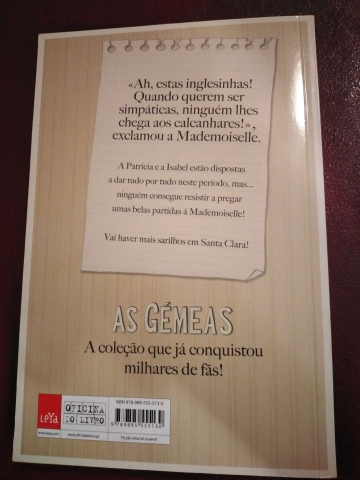 «Ah, estas inglesinhas!
Quando querem ser
simpáticas, ninguém lhes
chega aos calcanhares!»,
exclamou a Mademoiselle.
A Patrícia e a Isabel estão dispostas
a dar tudo por tudo neste período, mas...
ninguém consegue resistir a pregar
umas belas partidas à Mademoiselle!
Vai haver mais sarilhos em Santa Clara!
AS GÉMEAS
A coleção que já conquistou
milhares de fãs!
LeYa
OFICINA
DO LIVRO